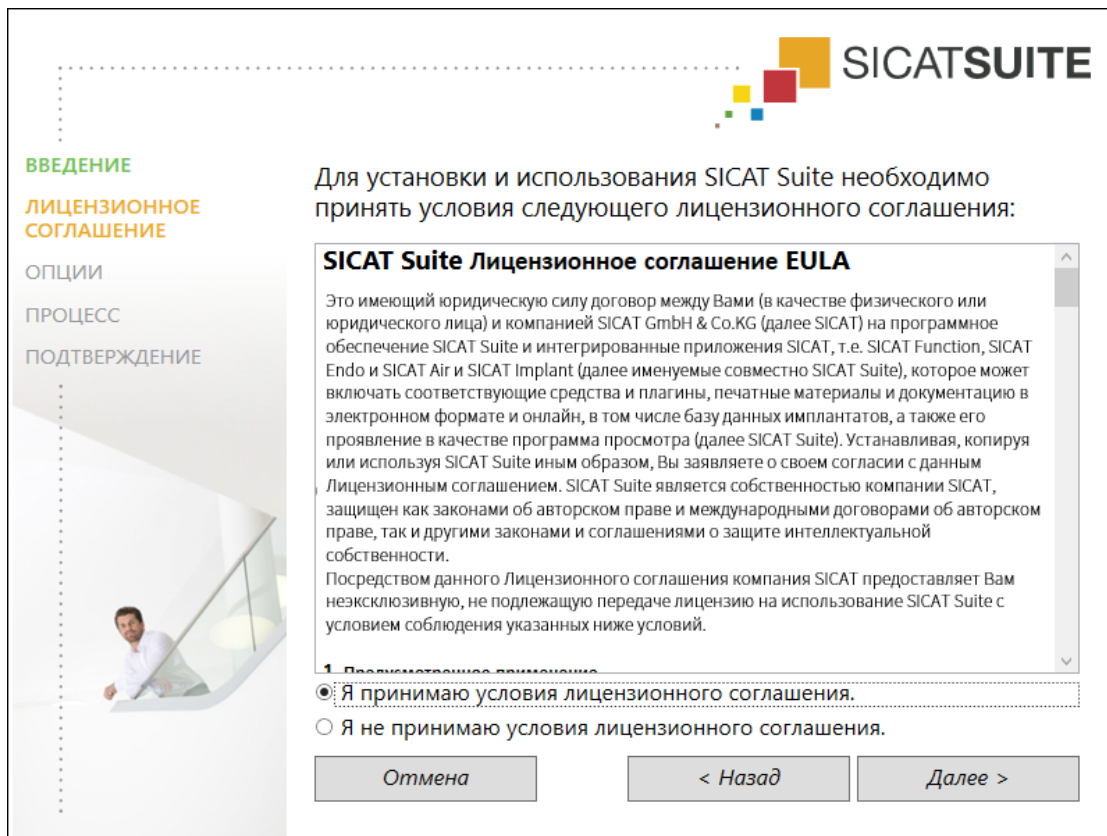 SICATSUITE
ВВЕДЕНИЕ
ЛИЦЕНЗИОННОЕ
СОГЛАШЕНИЕ
ОПЦИИ
ПРОЦЕСС
ПОДТВЕРЖДЕНИЕ
Для установки и использования SICAT Suite необходимо
принять условия следующего лицензионного соглашения:
SICAT Suite Лицензионное соглашение EULA
Это имеющий юридическую силу договор между Вами (в качестве физического или
юридического лица) и компанией SICAT GmbH & Co.KG (далее SICAT) на программное
обеспечение SICAT Suite и интегрированные приложения SICAT, т.е. SICAT Function, SICAT
Endo и SICAT Air и SICAT Implant (далее именуемые совместно SICAT Suite), которое может
включать соответствующие средства и плагины, печатные материалы и документацию в
электронном формате и онлайн, в том числе базу данных имплантатов, а также его
проявление в качестве программа просмотра (далее SICAT Suite). Устанавливая, копируя
или используя SICAT Suite иным образом, Вы заявляете о своем согласии с данным
Лицензионным соглашением. SICAT Suite является собственностью компании SICAT,
защищен как законами об авторском праве и международными договорами об авторском
праве, так и другими законами и соглашениями о защите интеллектуальной
собственности.
Посредством данного Лицензионного соглашения компания SICAT предоставляет Вам
неэксклюзивную, не подлежащую передаче лицензию на использование SICAT Suite с
условием соблюдения указанных ниже условий.
1. Предусмотренное применение
Я принимаю условия лицензионного соглашения.
Я не принимаю условия лицензионного соглашения.
Отмена
< Назад
Далее >